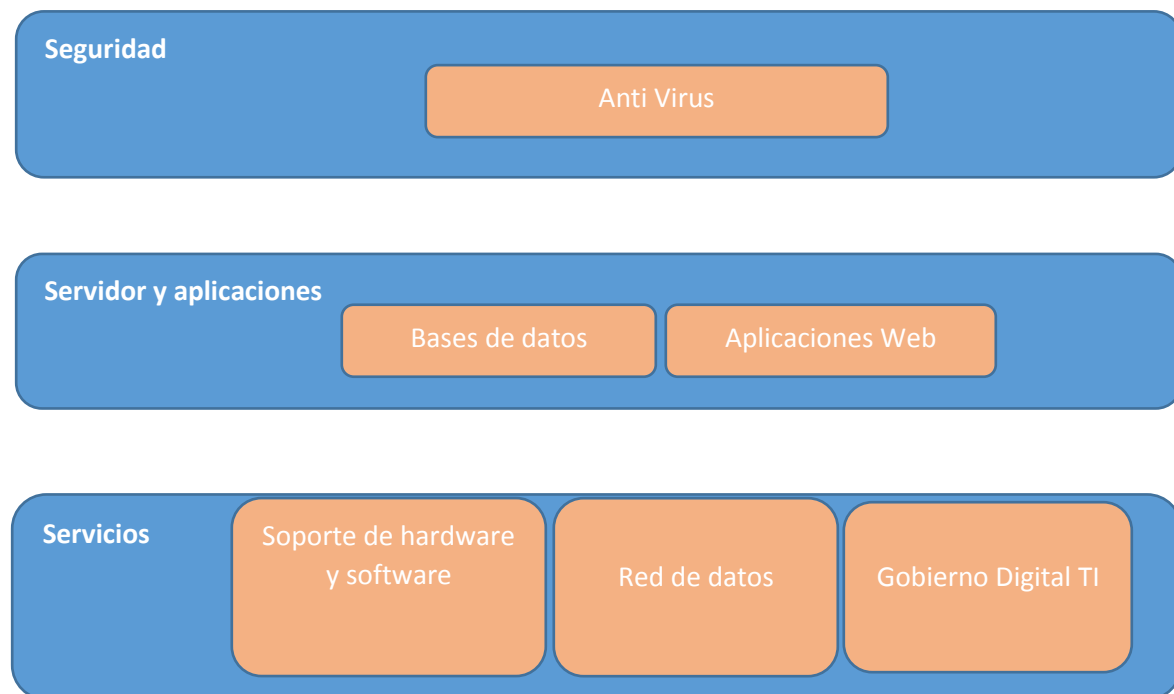 Seguridad
Anti Virus
Servidor y aplicaciones
Bases de datos
Aplicaciones Web
Servicios
Soporte de hardware
y software
Red de datos
Gobierno Digital TI